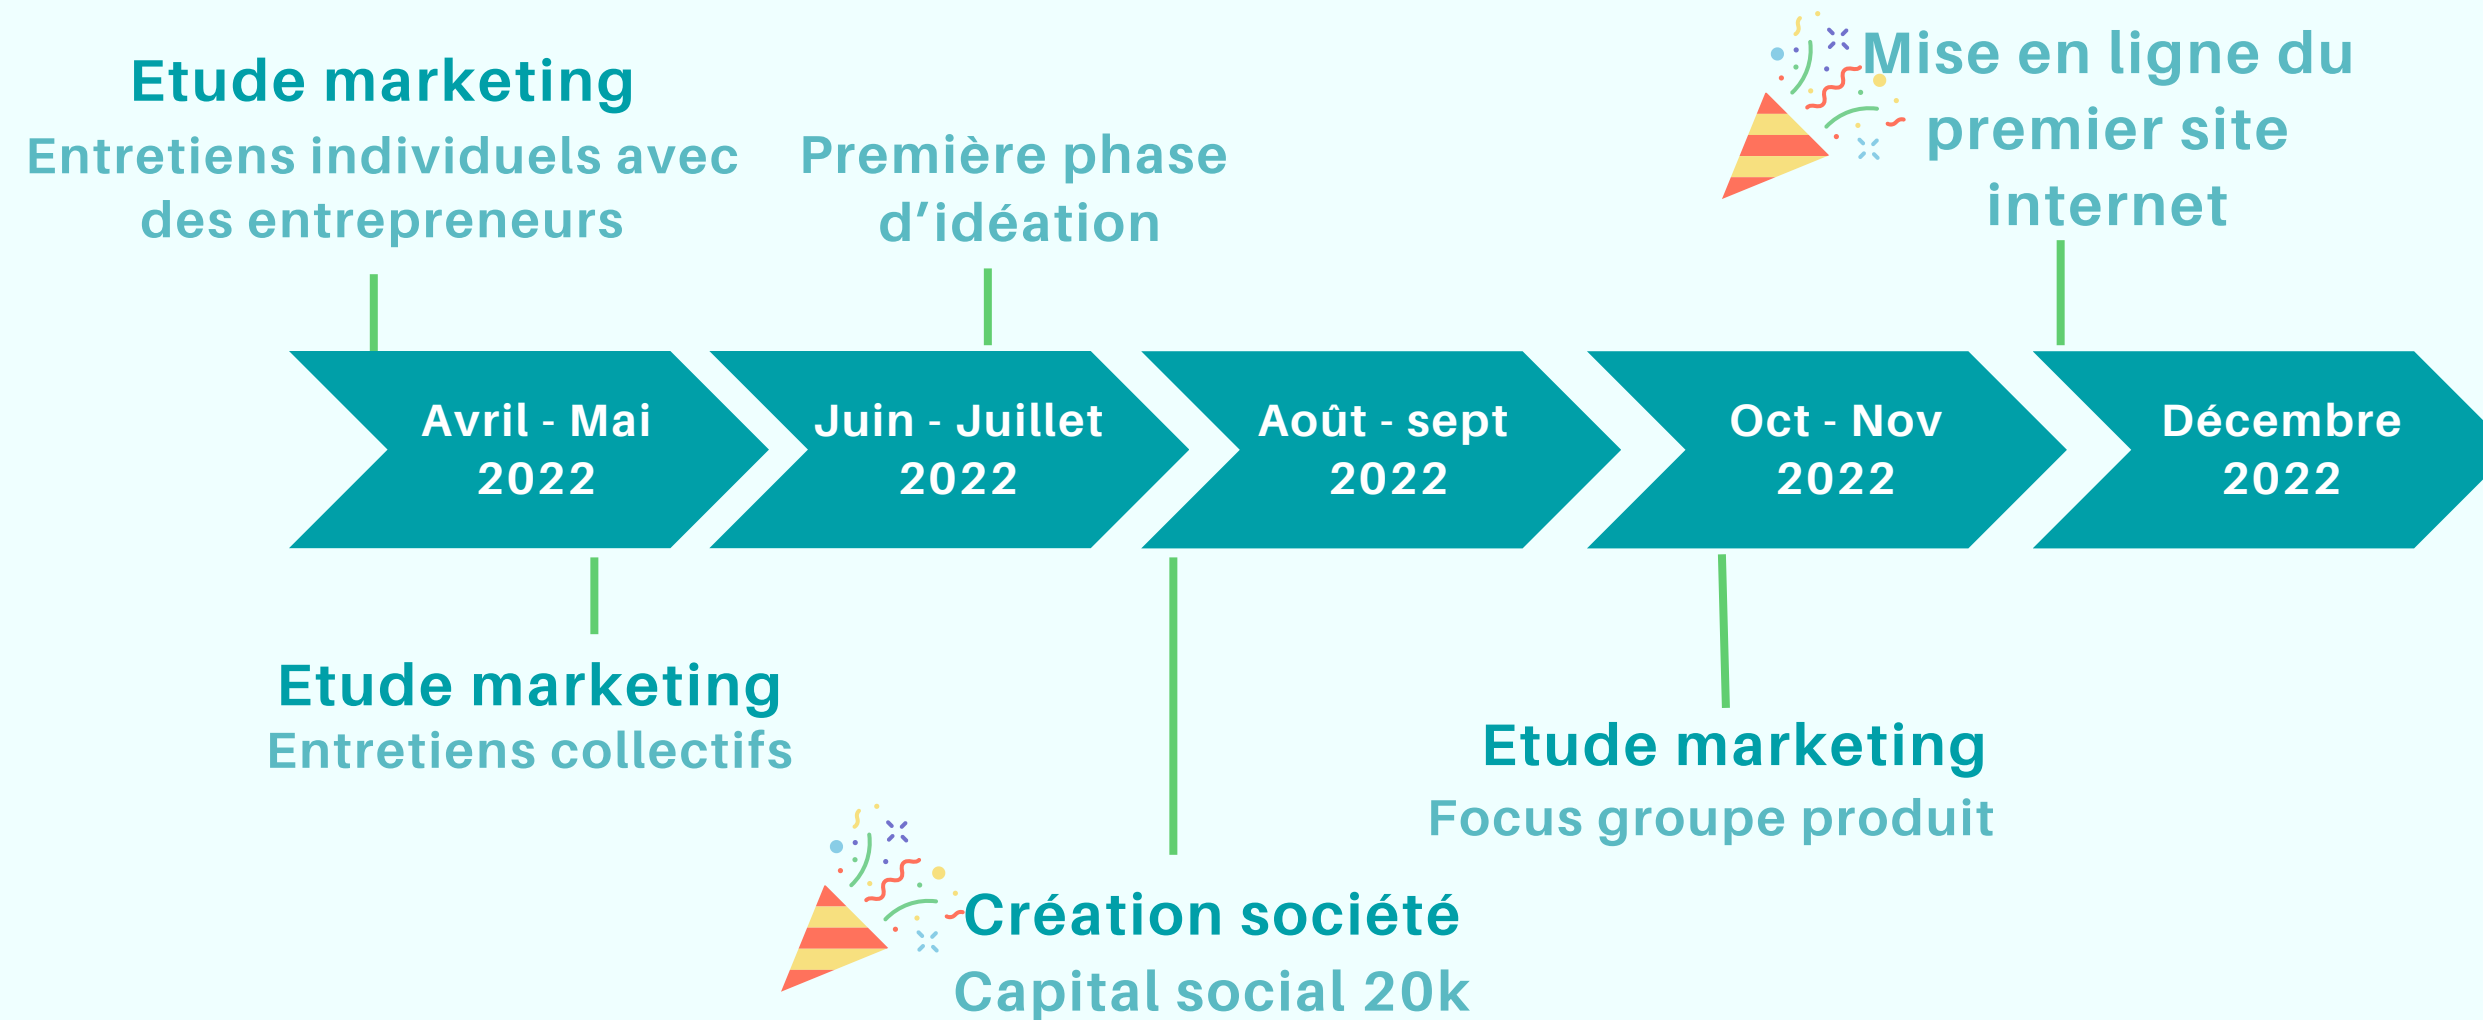 Etude marketing
Entretiens individuels avec
des entrepreneurs
Première phase
d’idéation
Mise en ligne du
premier site
internet
Avril - Mai
2022
Juin - Juillet
2022
Août - sept
2022
Oct - Nov
2022
Décembre
2022
Etude marketing
Entretiens collectifs
Création société
Capital social 20k
Etude marketing
Focus groupe produit